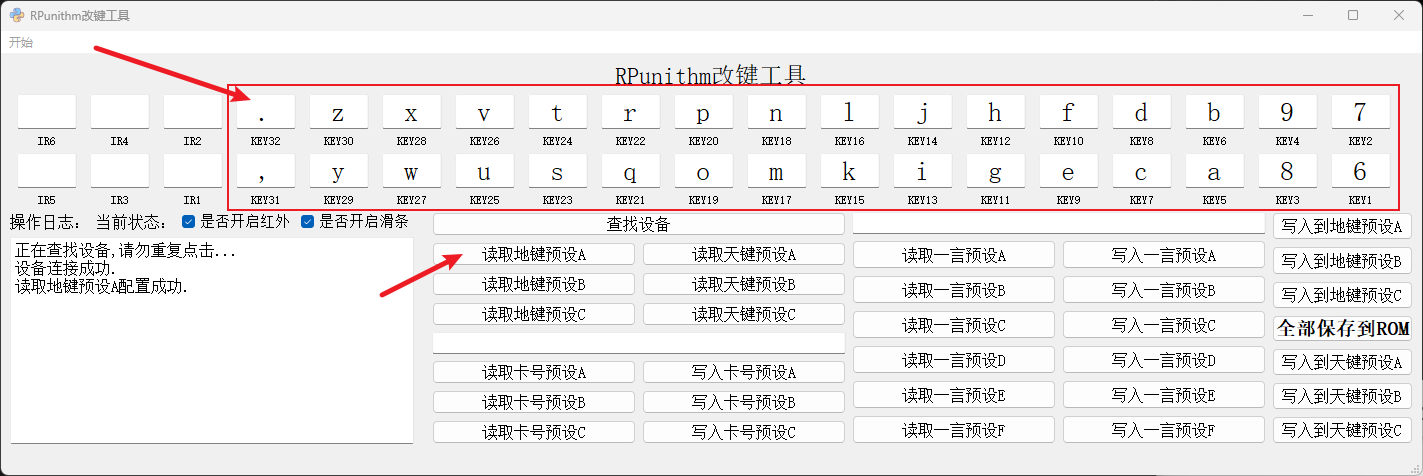 RPunithm改键工具
开始
RPunithm改键工具
. z x v t r p n l j h f d b 9 7
IR6 IR4 IR2 KEY32 KEY30 KEY28 KEY26 KEY24 KEY22 KEY20 KEY18 KEY16 KEY14 KEY12 KEY10 KEY8 KEY6 KEY4 KEY2
, y w u s q o m k i g e c a 8 6
IR5 IR3 IR1 KEY31 KEY29 KEY27 KEY25 KEY23 KEY21 KEY19 KEY17 KEY15 KEY13 KEY11 KEY9 KEY7 KEY5 KEY3 KEY1
操作日志: 当前状态: 是否开启红外 是否开启滑条
正在查找设备,请勿重复点击...
设备连接成功.
读取地键预设A配置成功.
查找设备
读取地键预设A 读取天键预设A
读取地键预设B 读取天键预设B
读取地键预设C 读取天键预设C
读取卡号预设A 写入卡号预设A
读取卡号预设B 写入卡号预设B
读取卡号预设C 写入卡号预设C
读取一言预设A 写入一言预设A
读取一言预设B 写入一言预设B
读取一言预设C 写入一言预设C
读取一言预设D 写入一言预设D
读取一言预设E 写入一言预设E
读取一言预设F 写入一言预设F
写入到地键预设A
写入到地键预设B
写入到地键预设C
全部保存到ROM
写入到天键预设A
写入到天键预设B
写入到天键预设C